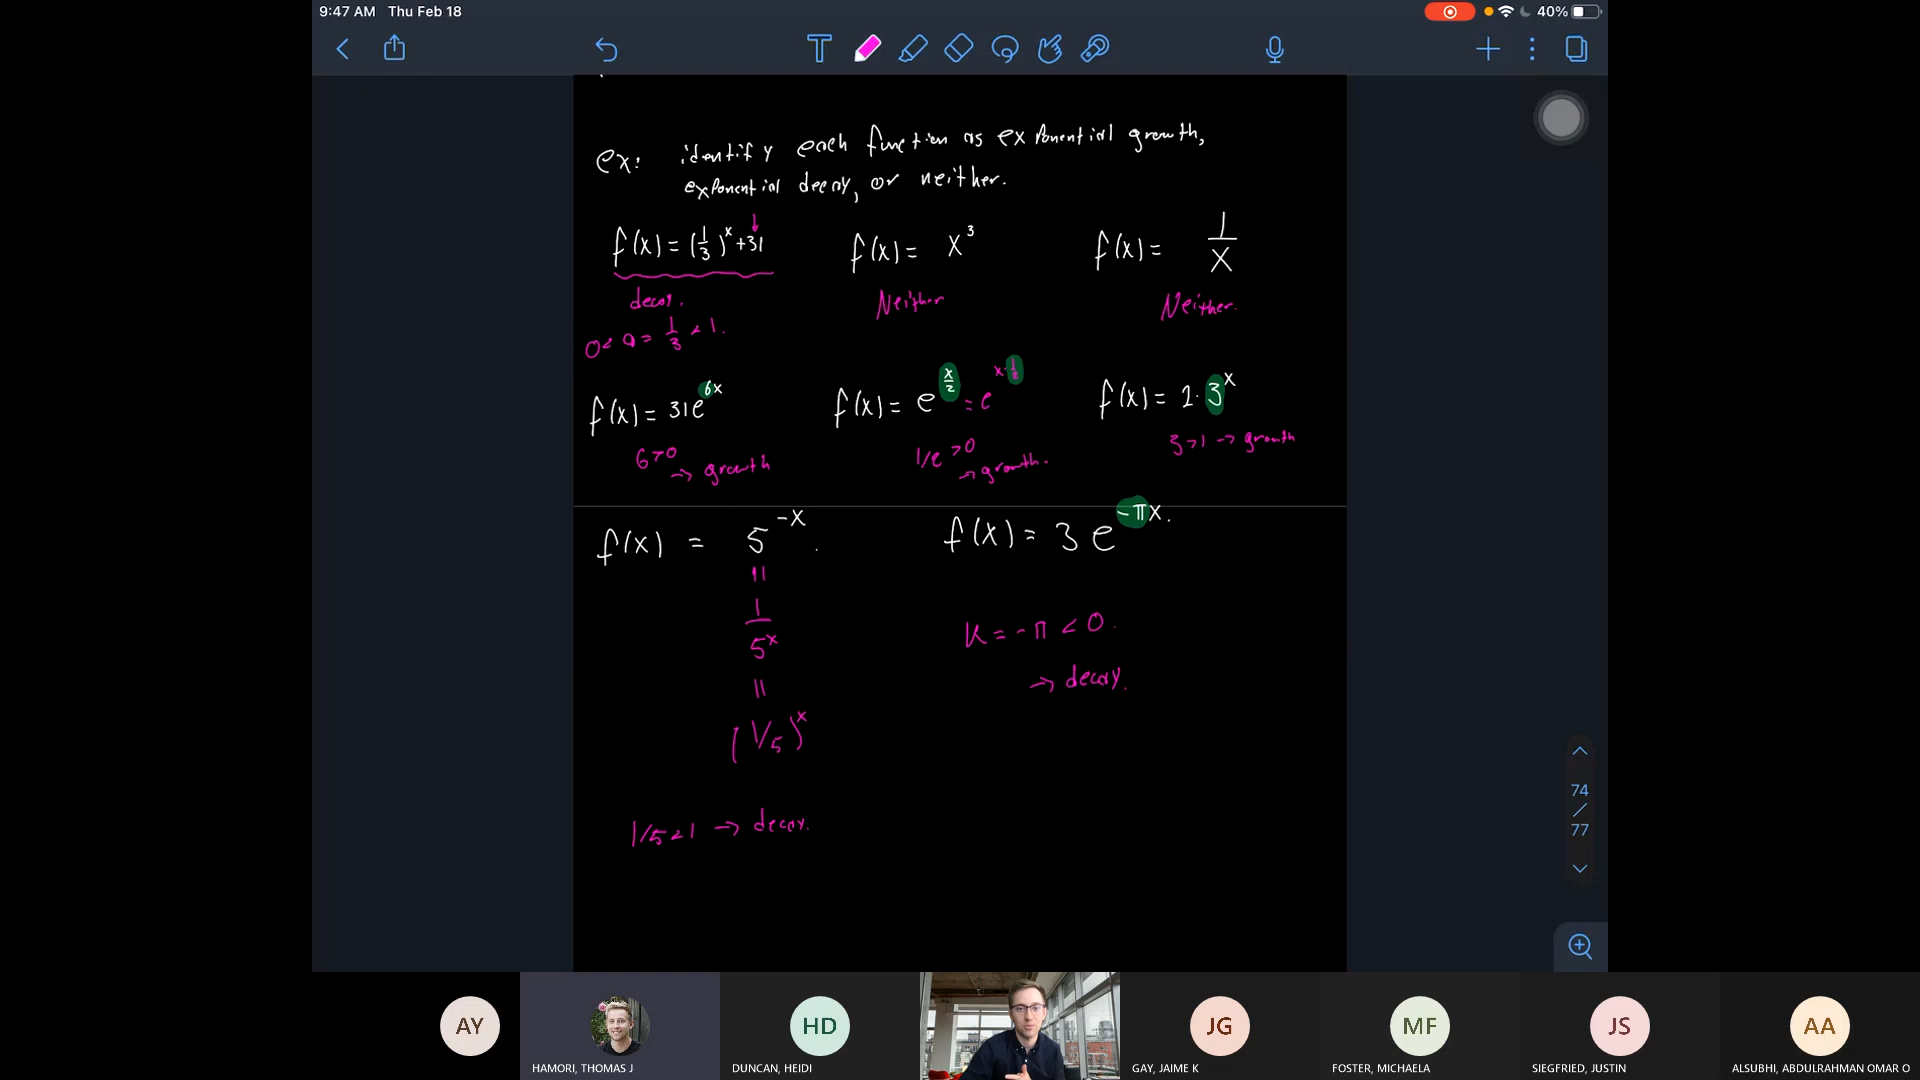 9:47 AM Thu Feb 18
40%
ex: identify each function as exponential growth,
exponential decay, or neither.
f(x) = (1/3)^x + 31
f(x) = x^3
f(x) = 1/x
decay.
Neither
Neither.
0 < a = 1/3 < 1.
f(x) = 31e^6x
f(x) = e^x/2 = e^x·1/2
f(x) = 2·3^x
6>0
→ growth
1/2 >0
→ growth.
3>1 → growth
f(x) = 5^-x.
f(x) = 3e^-πx.
=
1/5^x
=
(1/5)^x
K = -π < 0.
→ decay.
1/5<1 → decay.
74
/
77
AY
HD
JG
MF
JS
AA
HAMORI, THOMAS J
DUNCAN, HEIDI
GAY, JAIME K
FOSTER, MICHAELA
SIEGFRIED, JUSTIN
ALSUBHI, ABDULRAHMAN OMAR O